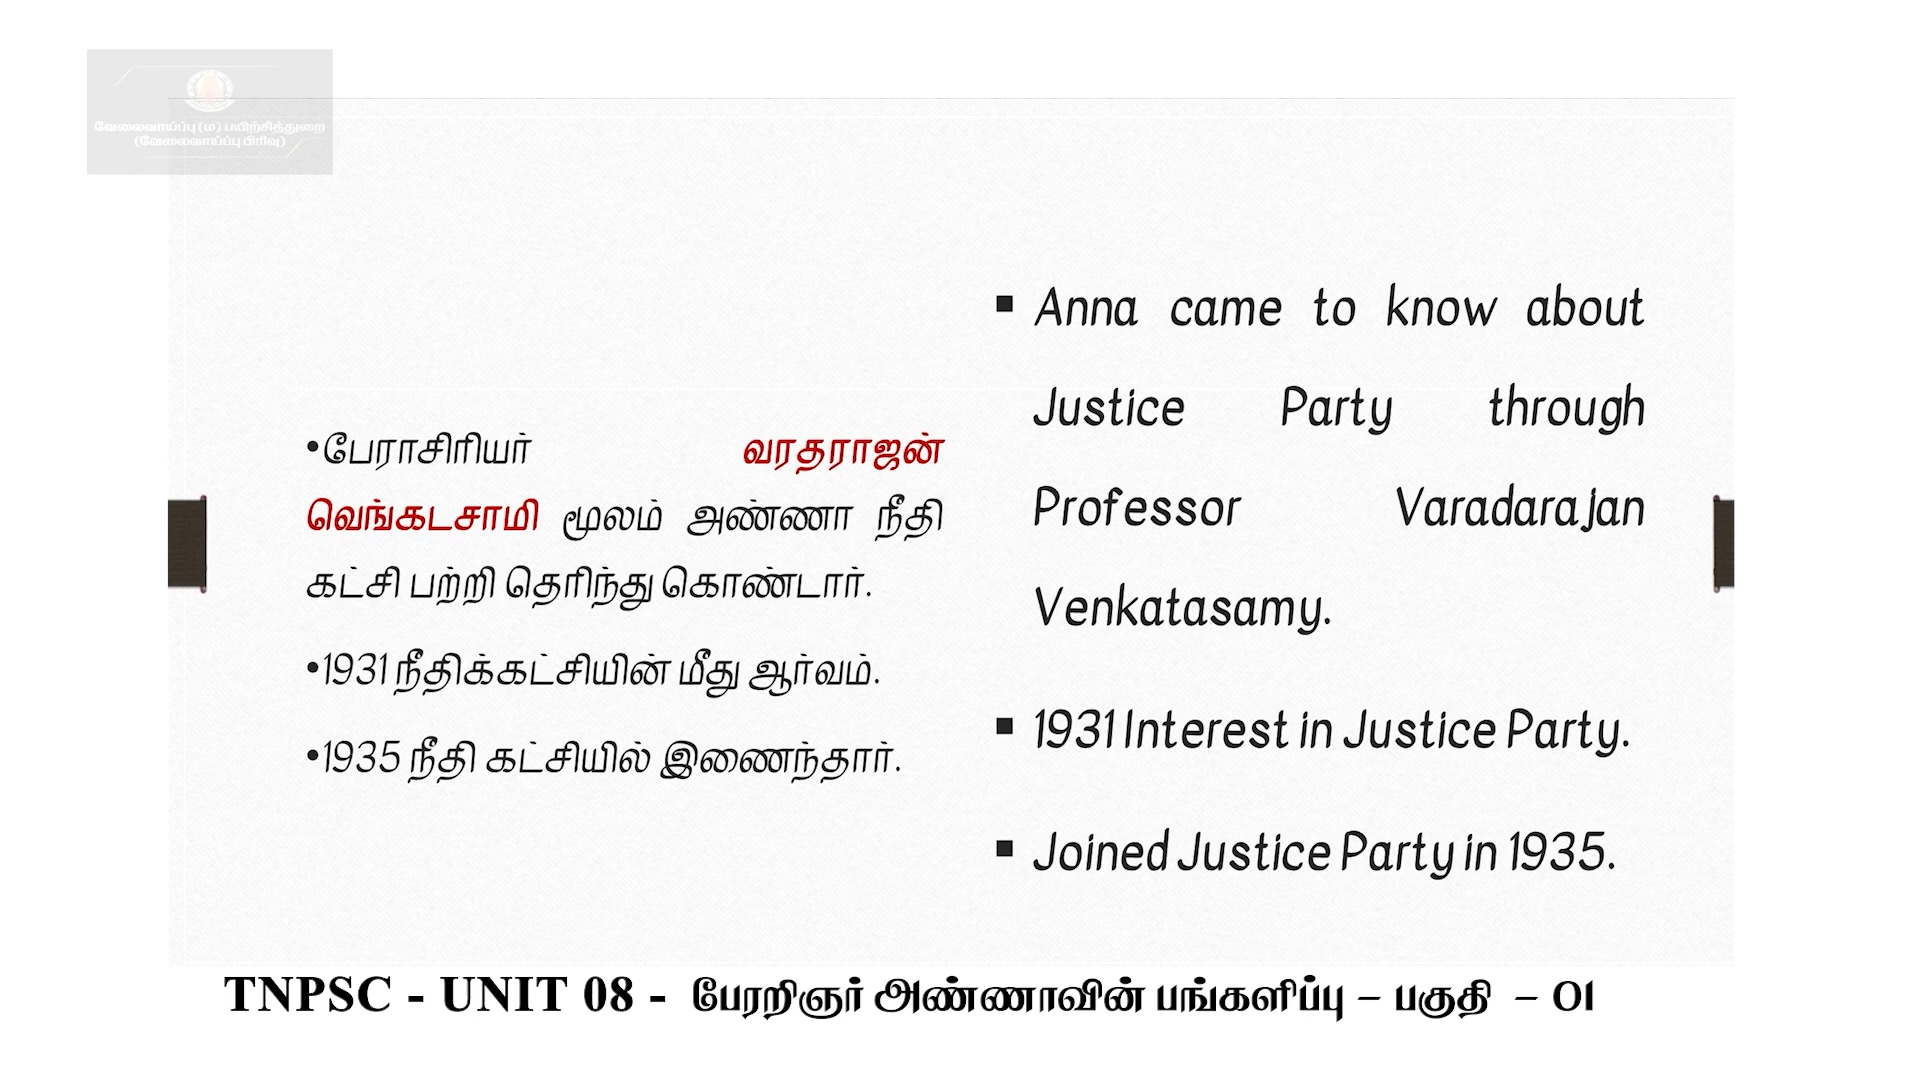 வேலைவாய்ப்பு (ம) பயிற்சித்துறை
(வேலைவாய்ப்பு பிரிவு)
•பேராசிரியர் வரதராஜன்
வெங்கடசாமி மூலம் அண்ணா நீதி
கட்சி பற்றி தெரிந்து கொண்டார்.
•1931 நீதிக்கட்சியின் மீது ஆர்வம்.
•1935 நீதி கட்சியில் இணைந்தார்.
▪ Anna came to know about
Justice Party through
Professor Varadarajan
Venkatasamy.
▪ 1931 Interest in Justice Party.
▪ Joined Justice Party in 1935.
TNPSC - UNIT 08 - பேரறிஞர் அண்ணாவின் பங்களிப்பு – பகுதி – 01